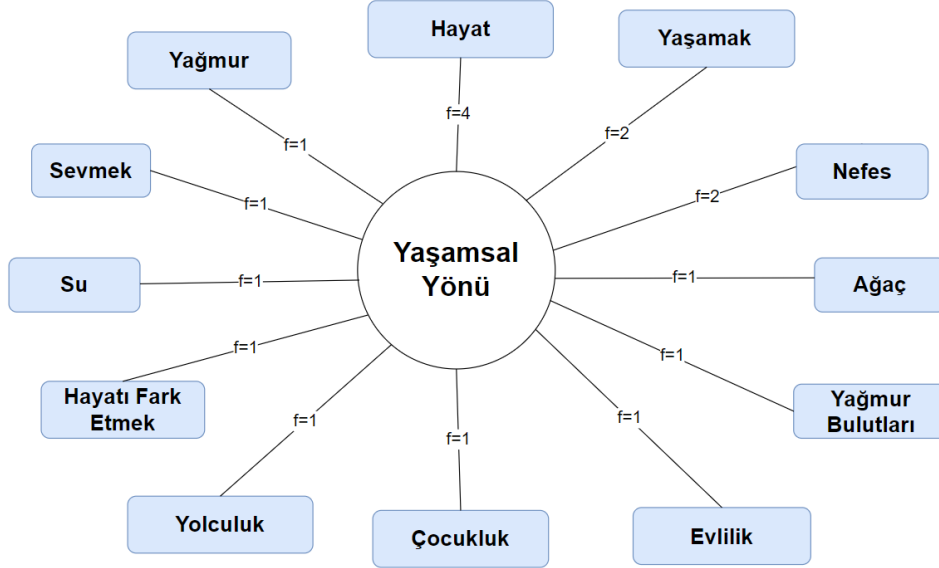 Hayat
Yaşamak
Yağmur
f=4
f=2
f=1
Sevmek
Nefes
f=1
f=2
Yaşamsal
Yönü
Su
f=1
f=1
Ağaç
f=1
f=1
Hayatı Fark
Etmek
Yağmur
Bulutları
f=1
f=1
f=1
Yolculuk
Çocukluk
Evlilik